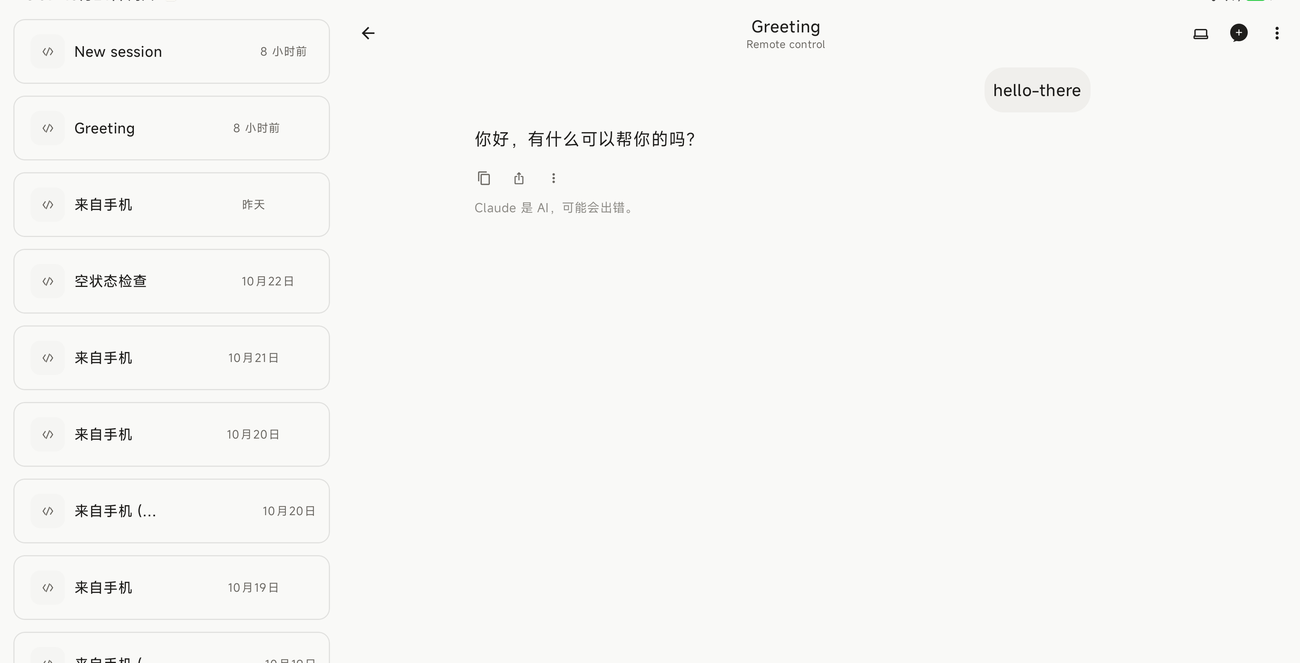 New session
8 小时前
Greeting
8 小时前
来自手机
昨天
空状态检查
10月22日
来自手机
10月21日
来自手机
10月20日
来自手机 (...
10月20日
来自手机
10月19日
Greeting
Remote control
hello-there
你好，有什么可以帮你的吗？
Claude 是 AI，可能会出错。